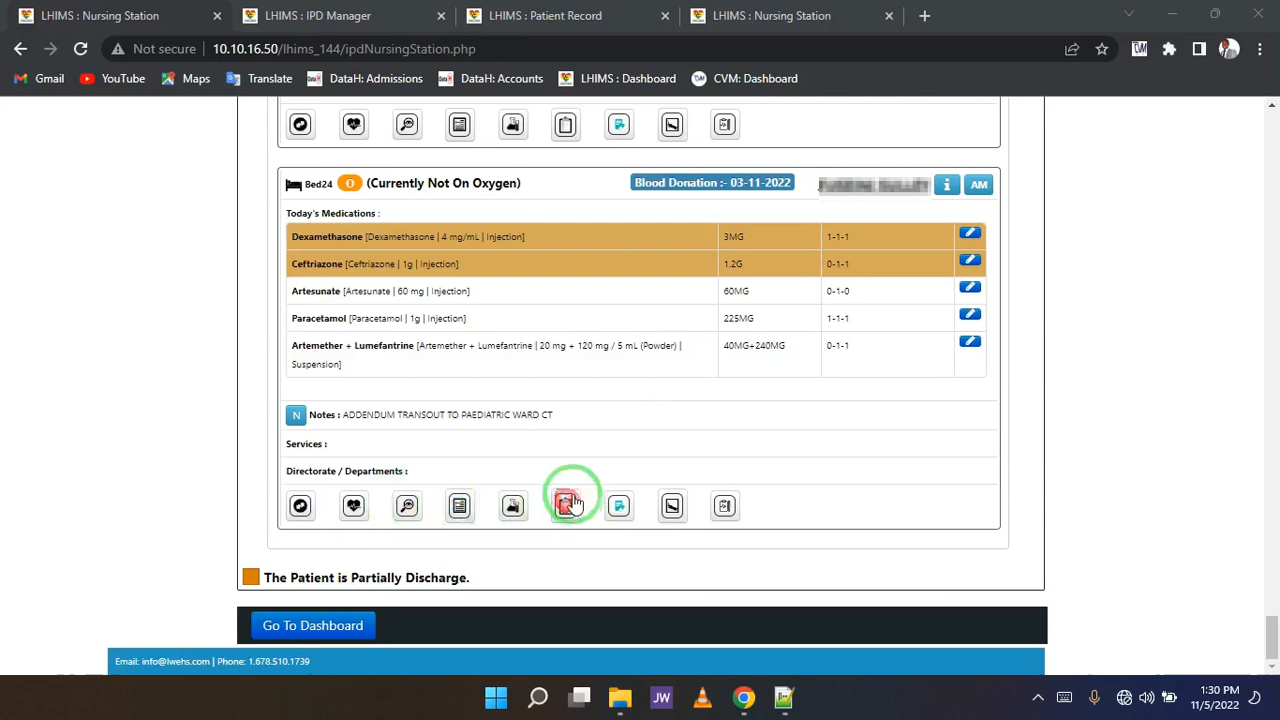 LHIMS : Nursing Station
LHIMS : IPD Manager
LHIMS : Patient Record
LHIMS : Nursing Station
Not secure 10.10.16.50/lhims_144/ipdNursingStation.php
CVM
Gmail YouTube Maps Translate DataH: Admissions DataH: Accounts LHIMS : Dashboard CVM: Dashboard
Bed24 0 (Currently Not On Oxygen) Blood Donation :- 03-11-2022 i AM
Today's Medications :
Dexamethasone [Dexamethasone | 4 mg/mL | Injection] 3MG 1-1-1
Ceftriazone [Ceftriazone | 1g | Injection] 1.2G 0-1-1
Artesunate [Artesunate | 60 mg | Injection] 60MG 0-1-0
Paracetamol [Paracetamol | 1g | Injection] 225MG 1-1-1
Artemether + Lumefantrine [Artemether + Lumefantrine | 20 mg + 120 mg / 5 mL (Powder) | 40MG+240MG 0-1-1
Suspension]
N Notes : ADDENDUM TRANSOUT TO PAEDIATRIC WARD CT
Services :
Directorate / Departments :
The Patient is Partially Discharge.
Go To Dashboard
Email: info@lwehs.com | Phone: 1.678.510.1739
JW
1:30 PM
11/5/2022